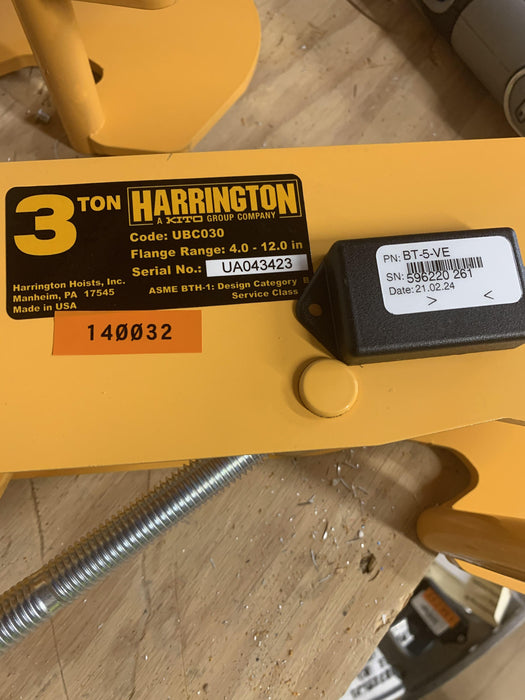 3 TON
HARRINGTON
A KITO GROUP COMPANY
Code: UBC030
Flange Range: 4.0 - 12.0 in
Serial No.: UA043423
Harrington Hoists, Inc.
Manheim, PA 17545
Made in USA
ASME BTH-1: Design Category B
Service Class
140032
PN: BT-5-VE
SN: 596220 261
Date: 21.02.24
> <